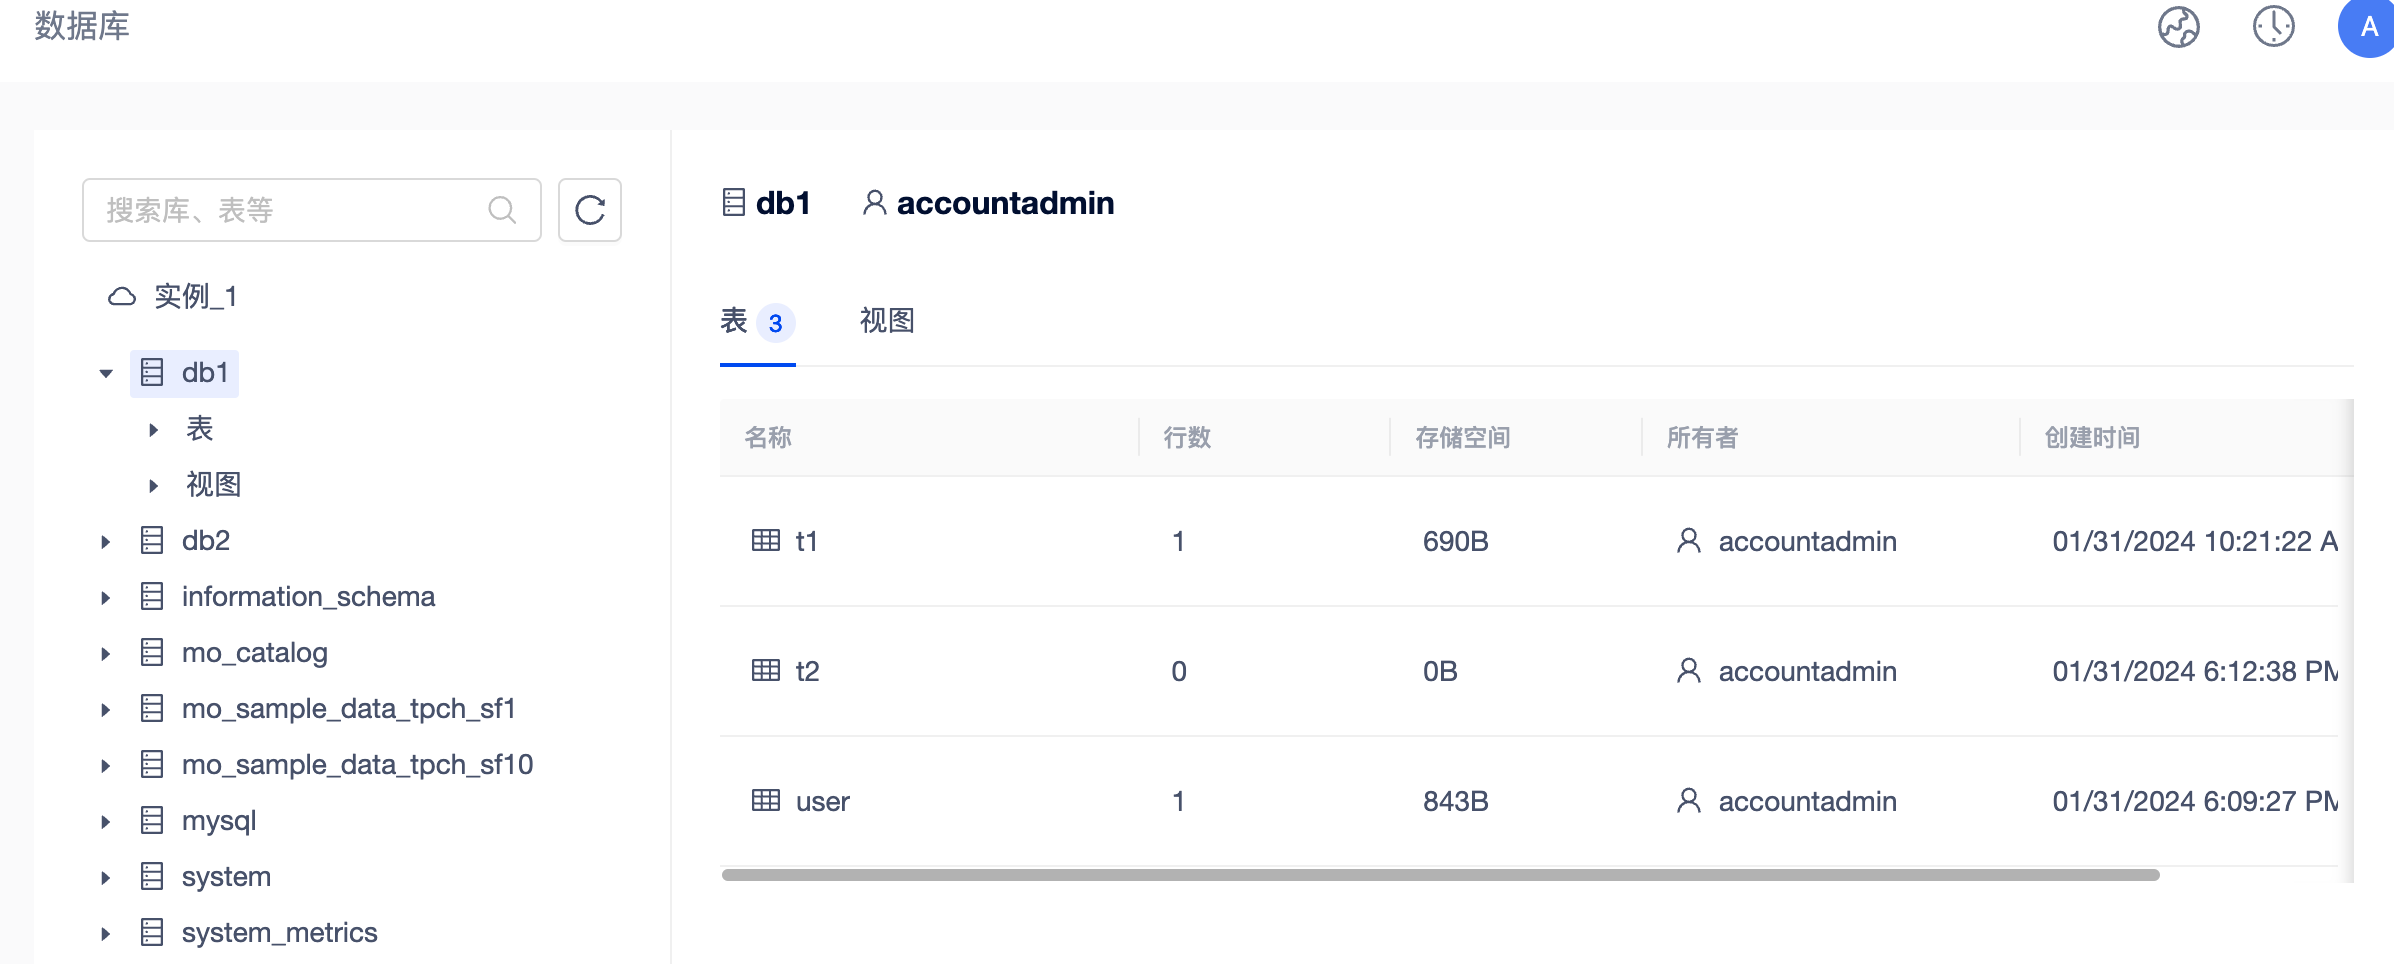 数据库
A
搜索库、表等
实例_1
db1
表
视图
db2
information_schema
mo_catalog
mo_sample_data_tpch_sf1
mo_sample_data_tpch_sf10
mysql
system
system_metrics
db1 accountadmin
表 3 视图
名称 行数 存储空间 所有者 创建时间
t1 1 690B accountadmin 01/31/2024 10:21:22 A
t2 0 0B accountadmin 01/31/2024 6:12:38 PM
user 1 843B accountadmin 01/31/2024 6:09:27 PM